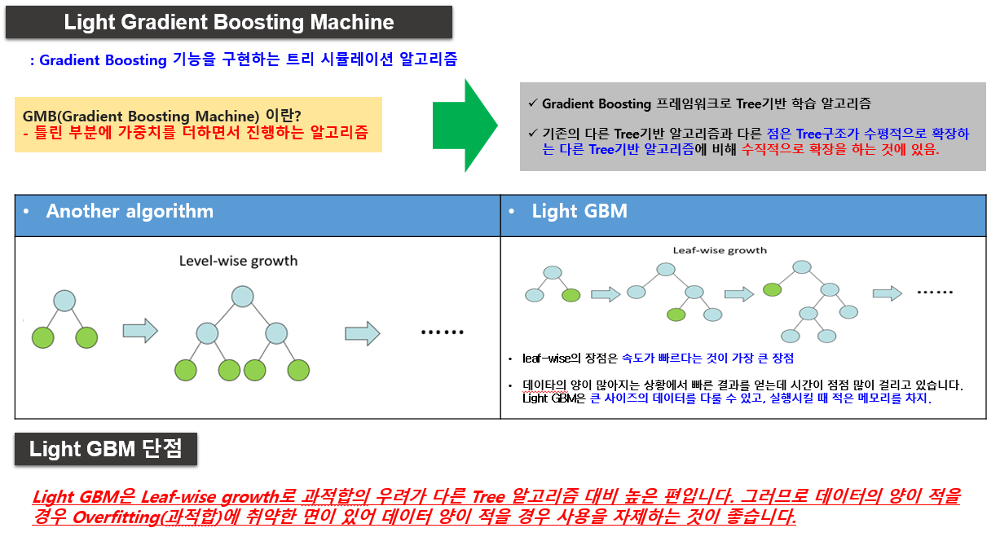 Light Gradient Boosting Machine
: Gradient Boosting 기능을 구현하는 트리 시뮬레이션 알고리즘
GMB(Gradient Boosting Machine) 이란?
- 틀린 부분에 가중치를 더하면서 진행하는 알고리즘
✓ Gradient Boosting 프레임워크로 Tree기반 학습 알고리즘
✓ 기존의 다른 Tree기반 알고리즘과 다른 점은 Tree구조가 수평적으로 확장하
는 다른 Tree기반 알고리즘에 비해 수직적으로 확장을 하는 것에 있음.
• Another algorithm
• Light GBM
Level-wise growth
......
Leaf-wise growth
......
• leaf-wise의 장점은 속도가 빠르다는 것이 가장 큰 장점
• 데이타의 양이 많아지는 상황에서 빠른 결과를 얻는데 시간이 점점 많이 걸리고 있습니다.
Light GBM은 큰 사이즈의 데이터를 다룰 수 있고, 실행시킬 때 적은 메모리를 차지.
Light GBM 단점
Light GBM은 Leaf-wise growth로 과적합의 우려가 다른 Tree 알고리즘 대비 높은 편입니다. 그러므로 데이터의 양이 적을
경우 Overfitting(과적합)에 취약한 면이 있어 데이터 양이 적을 경우 사용을 자제하는 것이 좋습니다.